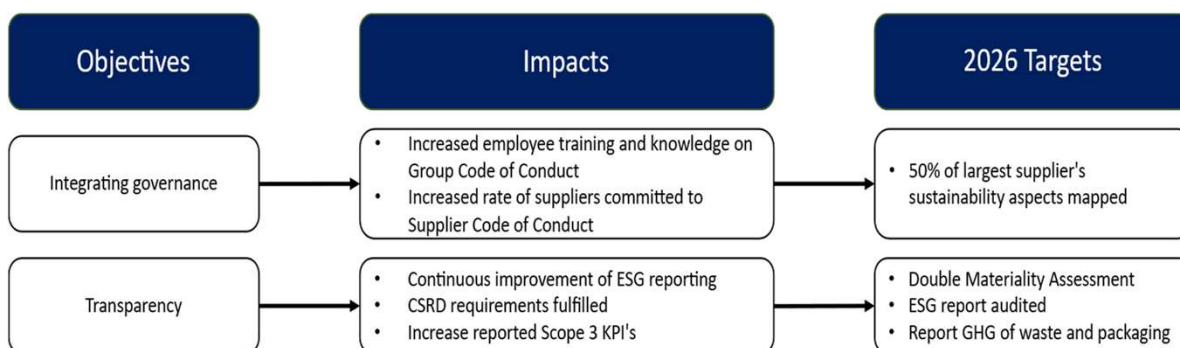 Objectives
Impacts
2026 Targets
Integrating governance
• Increased employee training and knowledge on
Group Code of Conduct
• Increased rate of suppliers committed to
Supplier Code of Conduct
• 50% of largest supplier's
sustainability aspects mapped
Transparency
• Continuous improvement of ESG reporting
• CSRD requirements fulfilled
• Increase reported Scope 3 KPI's
• Double Materiality Assessment
• ESG report audited
• Report GHG of waste and packaging